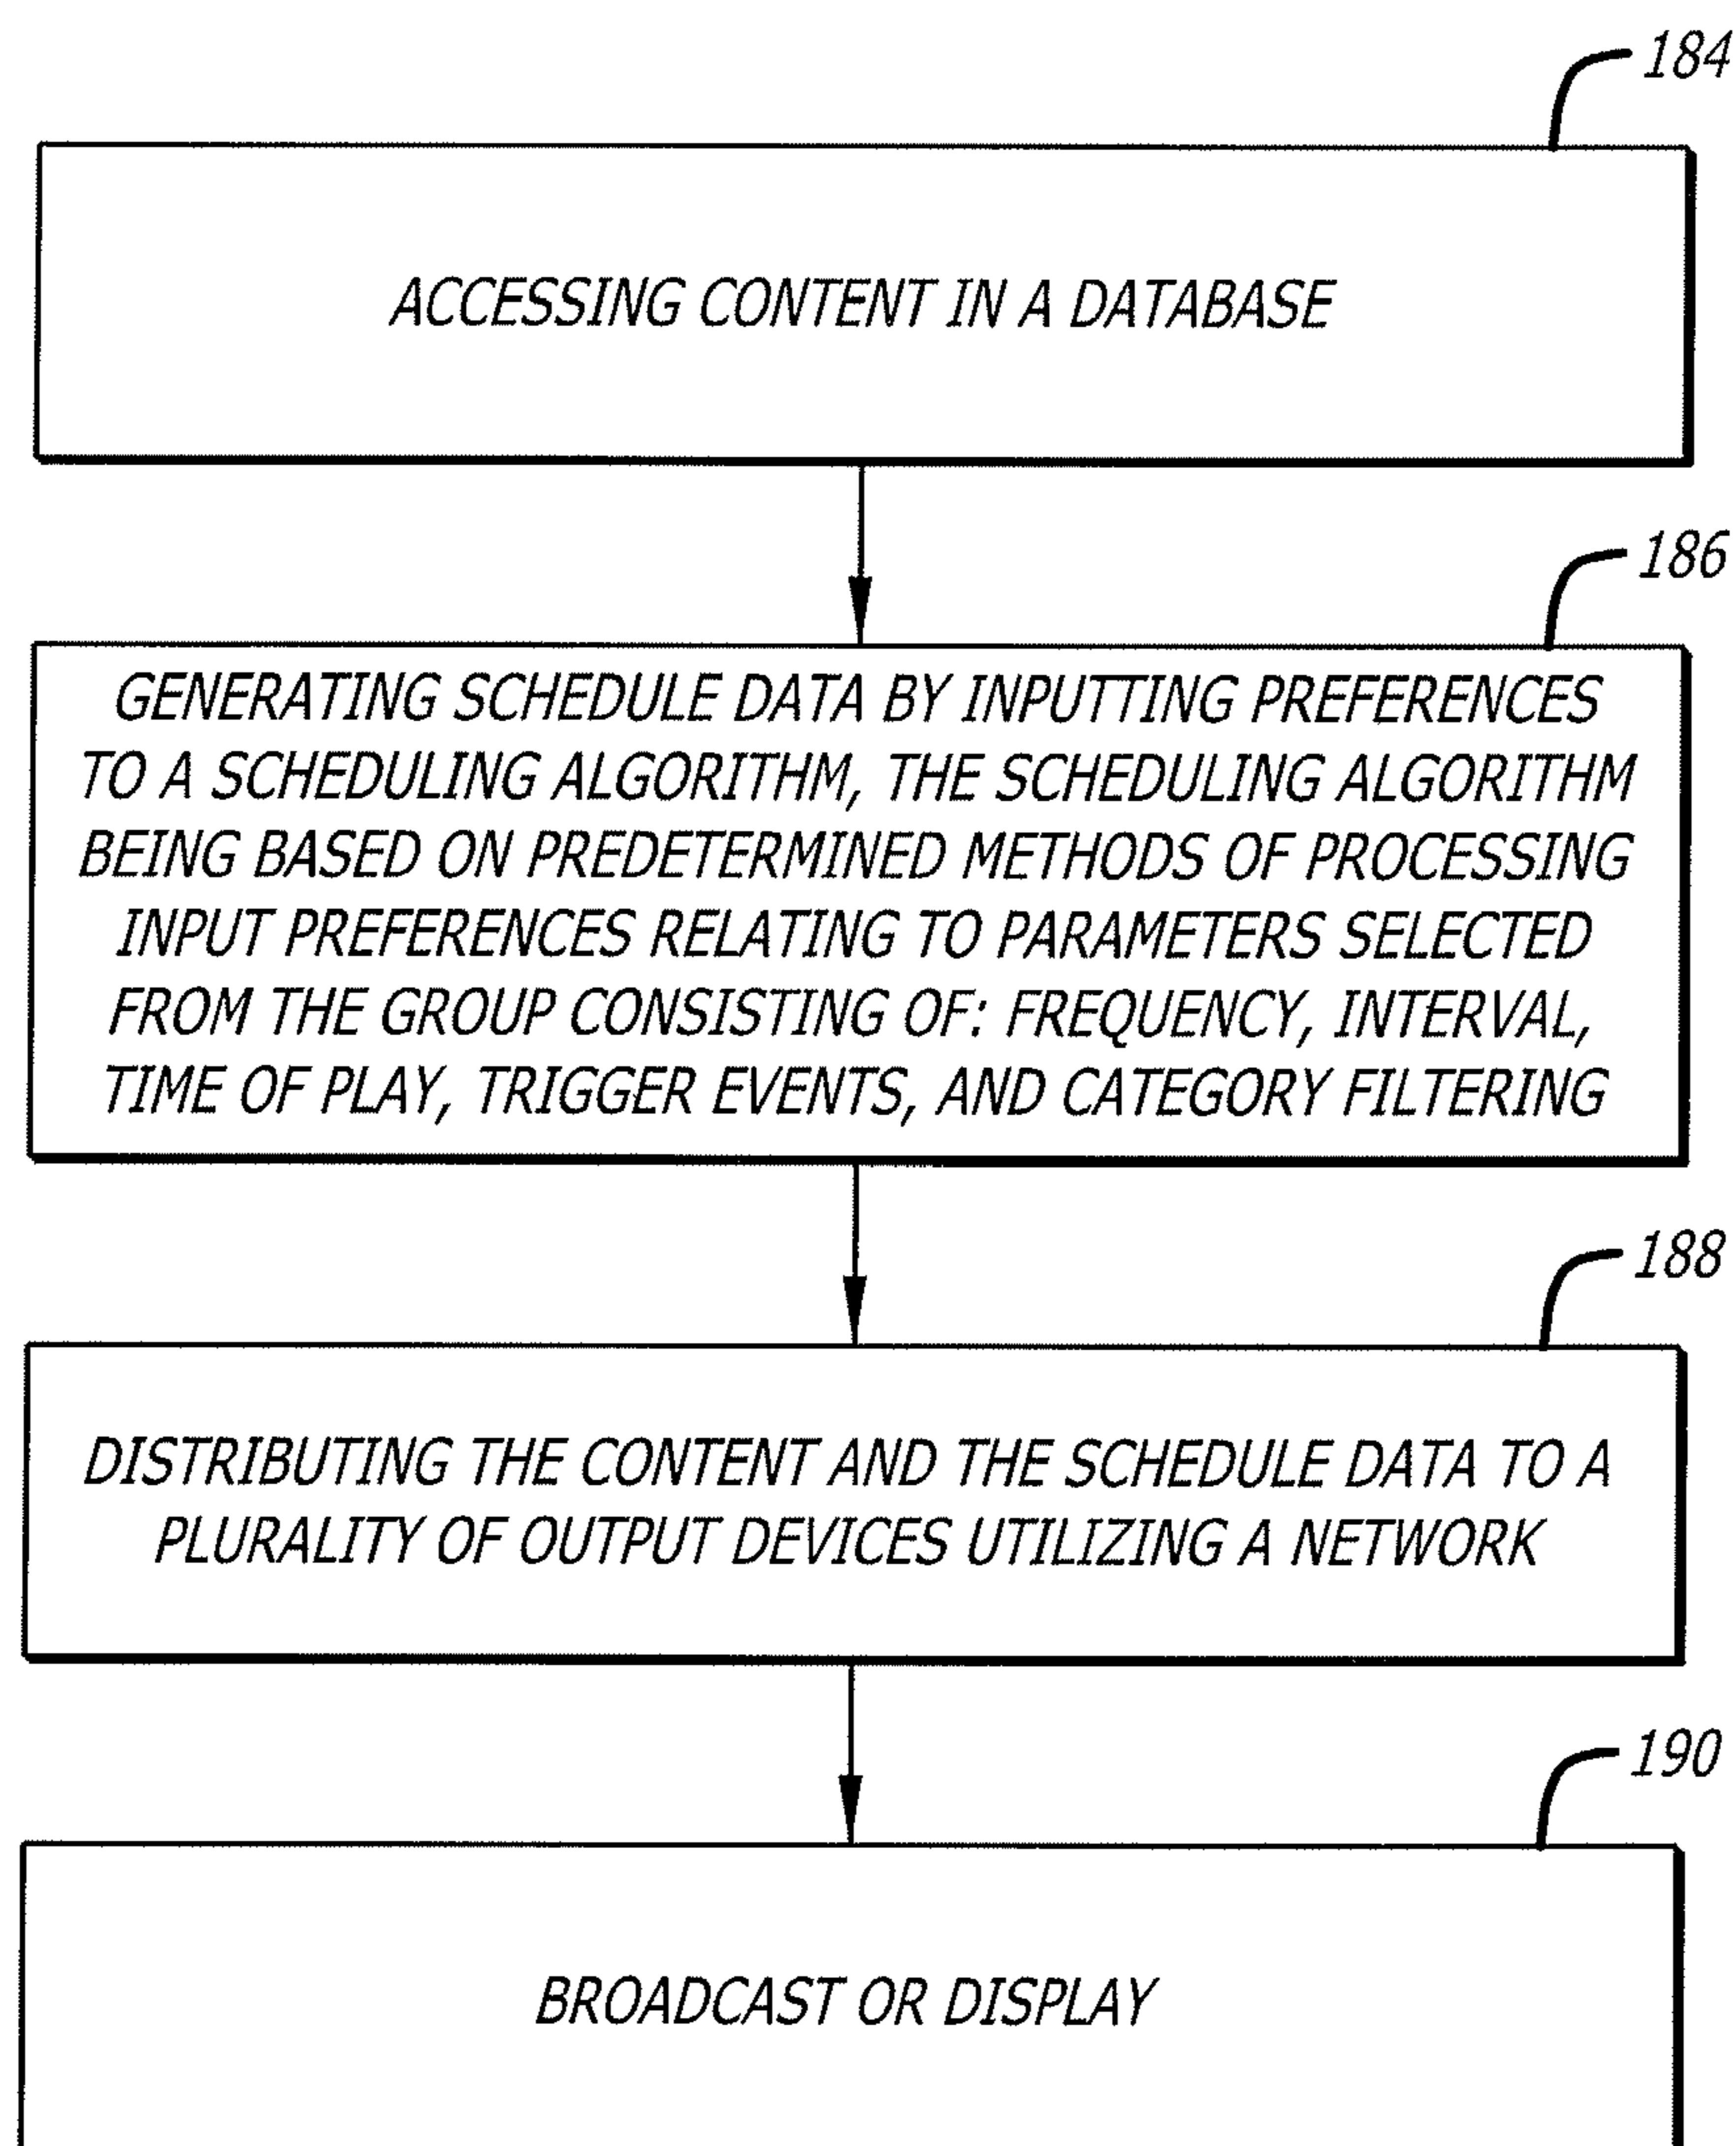 184
ACCESSING CONTENT IN A DATABASE
186
GENERATING SCHEDULE DATA BY INPUTTING PREFERENCES
TO A SCHEDULING ALGORITHM, THE SCHEDULING ALGORITHM
BEING BASED ON PREDETERMINED METHODS OF PROCESSING
INPUT PREFERENCES RELATING TO PARAMETERS SELECTED
FROM THE GROUP CONSISTING OF: FREQUENCY, INTERVAL,
TIME OF PLAY, TRIGGER EVENTS, AND CATEGORY FILTERING
188
DISTRIBUTING THE CONTENT AND THE SCHEDULE DATA TO A
PLURALITY OF OUTPUT DEVICES UTILIZING A NETWORK
190
BROADCAST OR DISPLAY